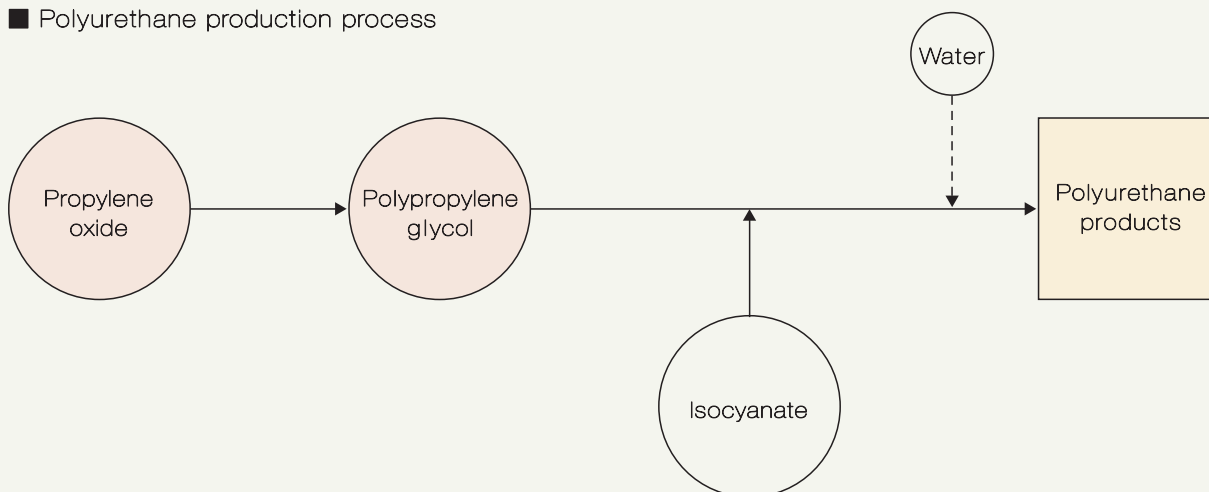 ■ Polyurethane production process
Water
Propylene
oxide
Polypropylene
glycol
Polyurethane
products
Isocyanate